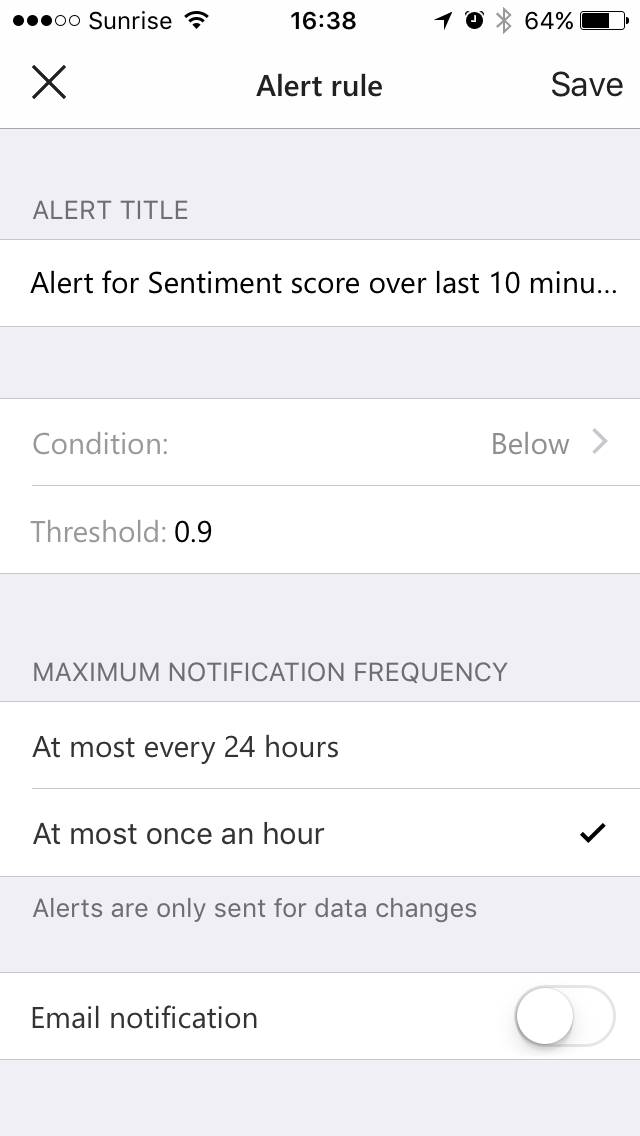 Sunrise 16:38 64%
Alert rule Save
ALERT TITLE
Alert for Sentiment score over last 10 minu...
Condition: Below
Threshold: 0.9
MAXIMUM NOTIFICATION FREQUENCY
At most every 24 hours
At most once an hour
Alerts are only sent for data changes
Email notification